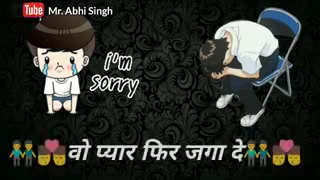 Tube Mr. Abhi Singh
i'm
sorry
वो प्यार फिर जगा दे